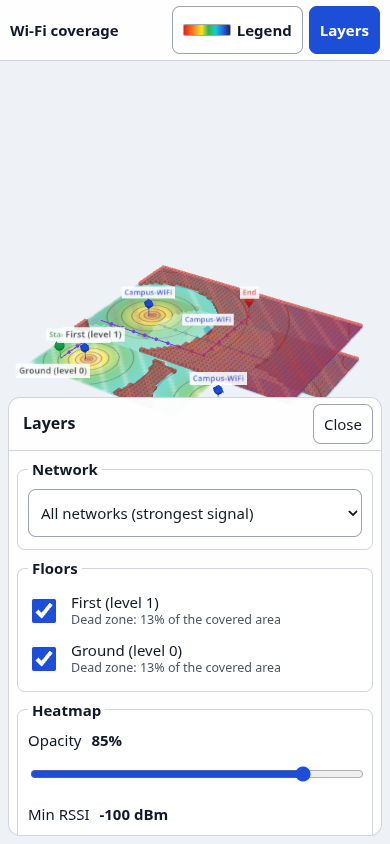 Wi-Fi coverage
Legend
Layers
Campus-WiFi
End
Campus-WiFi
First (level 1)
Ground (level 0)
Campus-WiFi
Layers
Close
Network
All networks (strongest signal)
Floors
First (level 1)
Dead zone: 13% of the covered area
Ground (level 0)
Dead zone: 13% of the covered area
Heatmap
Opacity 85%
Min RSSI -100 dBm